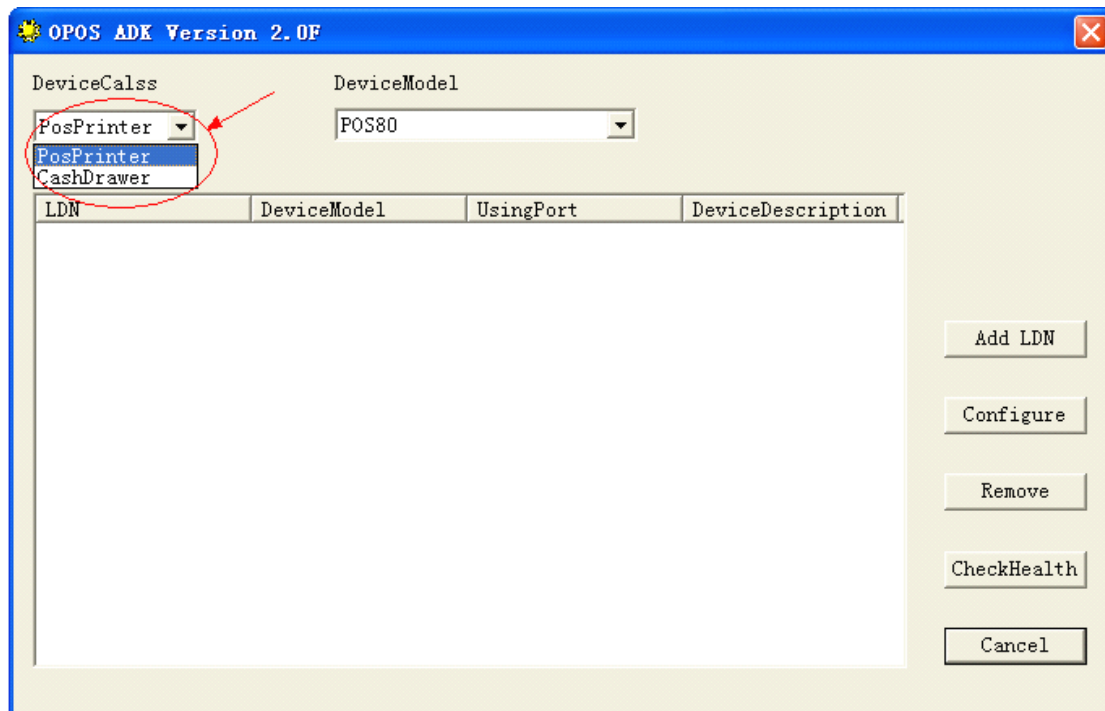 OPOS ADK Version 2.0F
DeviceCalss DeviceModel
PosPrinter POS80
PosPrinter
CashDrawer
LDN DeviceModel UsingPort DeviceDescription
Add LDN
Configure
Remove
CheckHealth
Cancel